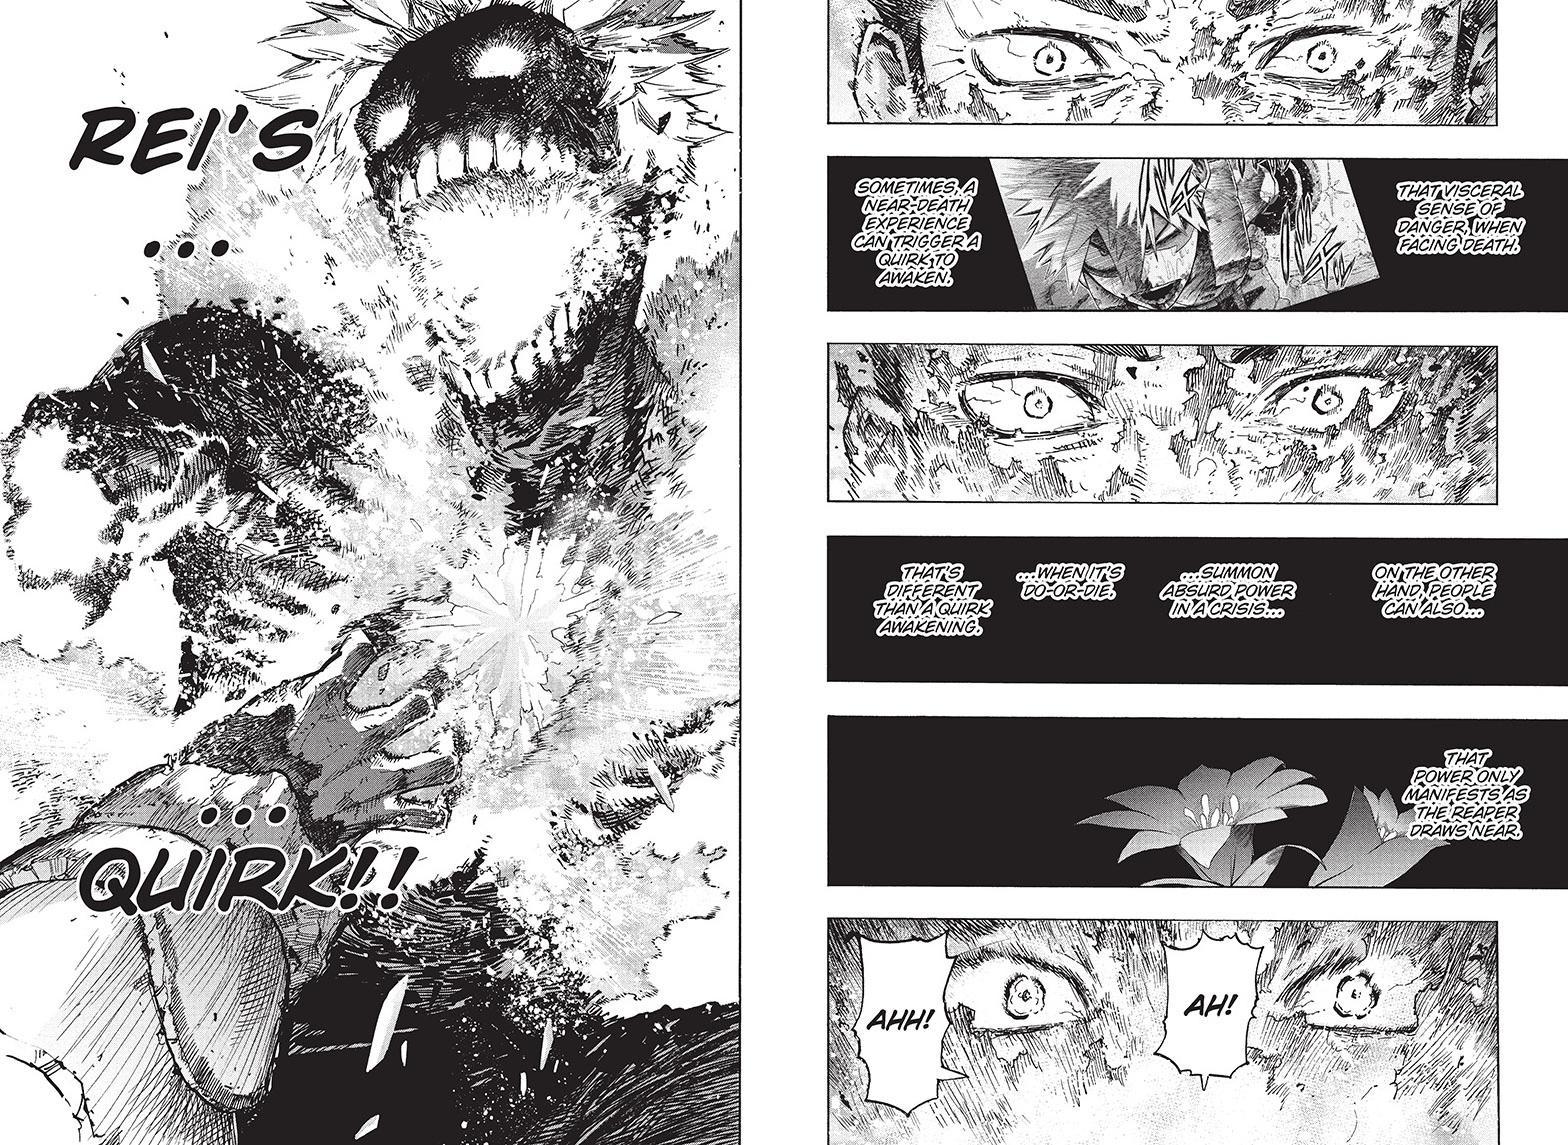 THAT VISCERAL
SENSE OF
DANGER, WHEN
FACING DEATH.
SOMETIMES, A
NEAR-DEATH
EXPERIENCE
CAN TRIGGER A
QUIRK TO
AWAKEN.
ON THE OTHER
HAND, PEOPLE
CAN ALSO...
...SUMMON
ABSURD POWER
IN A CRISIS...
...WHEN IT'S
DO-OR-DIE.
THAT'S
DIFFERENT
THAN A QUIRK
AWAKENING.
THAT
POWER ONLY
MANIFESTS AS
THE REAPER
DRAWS NEAR.
AH!
AHH!
REI'S
...
...
QUIRK!!